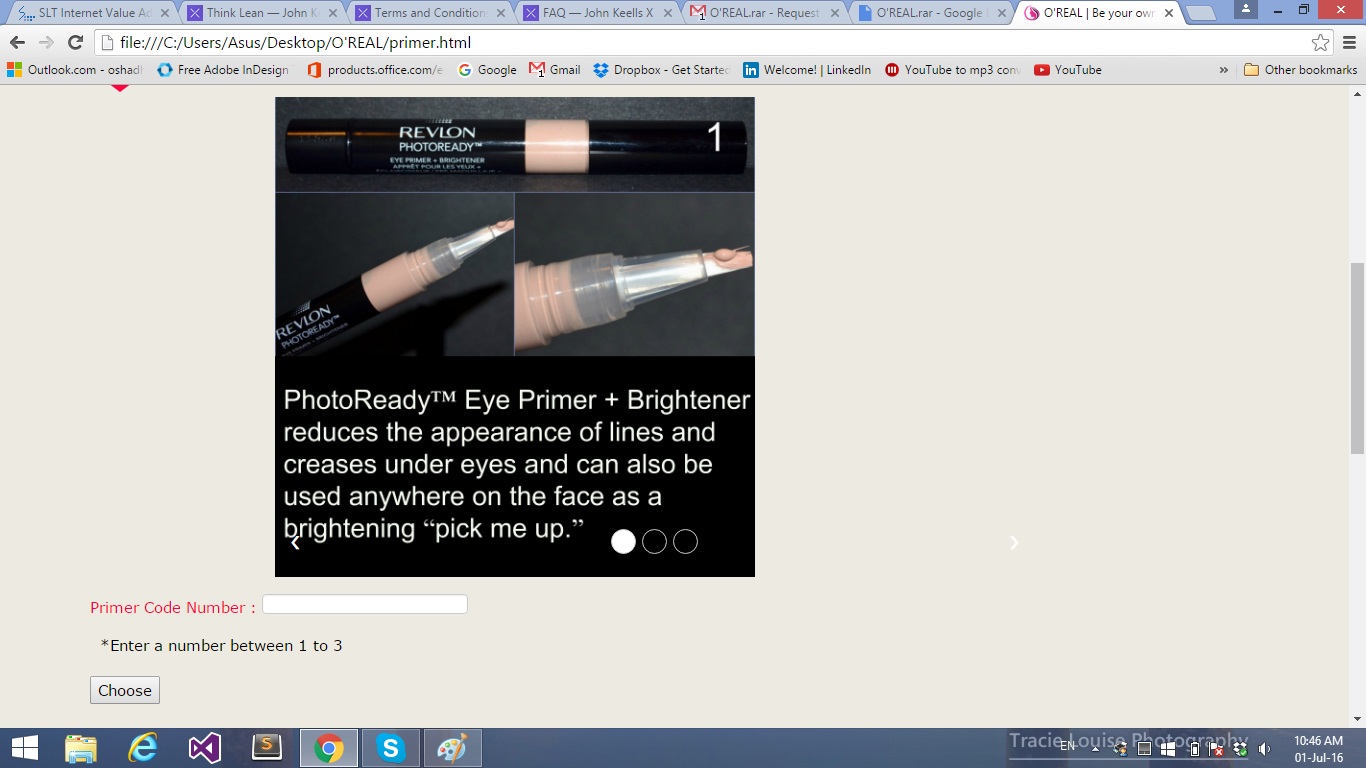 SLT Internet Value Ad
Think Lean — John K
Terms and Condition
FAQ — John Keells X
O'REAL.rar - Request
O'REAL.rar - Google
O'REAL | Be your own
file:///C:/Users/Asus/Desktop/O'REAL/primer.html
Outlook.com - oshadh
Free Adobe InDesign
products.office.com/e
Google
Gmail
Dropbox - Get Started
Welcome! | LinkedIn
YouTube to mp3 conv
YouTube
»
Other bookmarks
REVLON
PHOTOREADY™
EYE PRIMER + BRIGHTENER
APPRÊT POUR LES YEUX +
1
REVLON
PHOTOREADY™
EYE PRIMER + BRIGHTENER
PhotoReady™ Eye Primer + Brightener
reduces the appearance of lines and
creases under eyes and can also be
used anywhere on the face as a
brightening “pick me up.”
‹
›
Primer Code Number :
*Enter a number between 1 to 3
Choose
Tracie Louise Photography
EN
10:46 AM
01-Jul-16